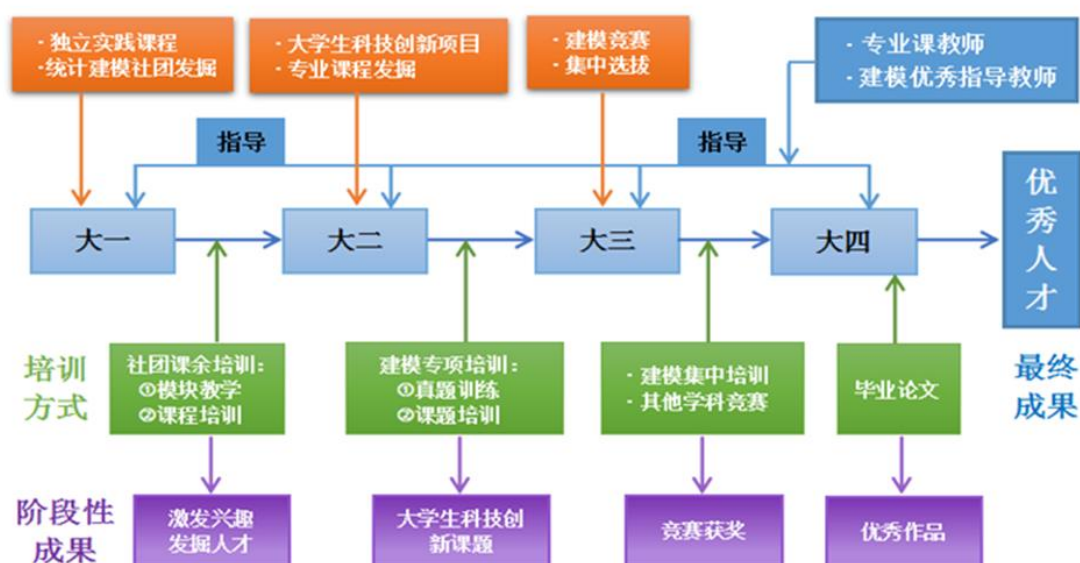 · 独立实践课程
·统计建模社团发掘
· 大学生科技创新项目
· 专业课程发掘
· 建模竞赛
· 集中选拔
· 专业课教师
· 建模优秀指导教师
指导
指导
大一
大二
大三
大四
优秀人才
培训
方式
社团课余培训：
①模块教学
②课程培训
建模专项培训：
①真题训练
②课题培训
· 建模集中培训
· 其他学科竞赛
毕业论文
最终
成果
阶段性
成果
激发兴趣
发掘人才
大学生科技创
新课题
竞赛获奖
优秀作品